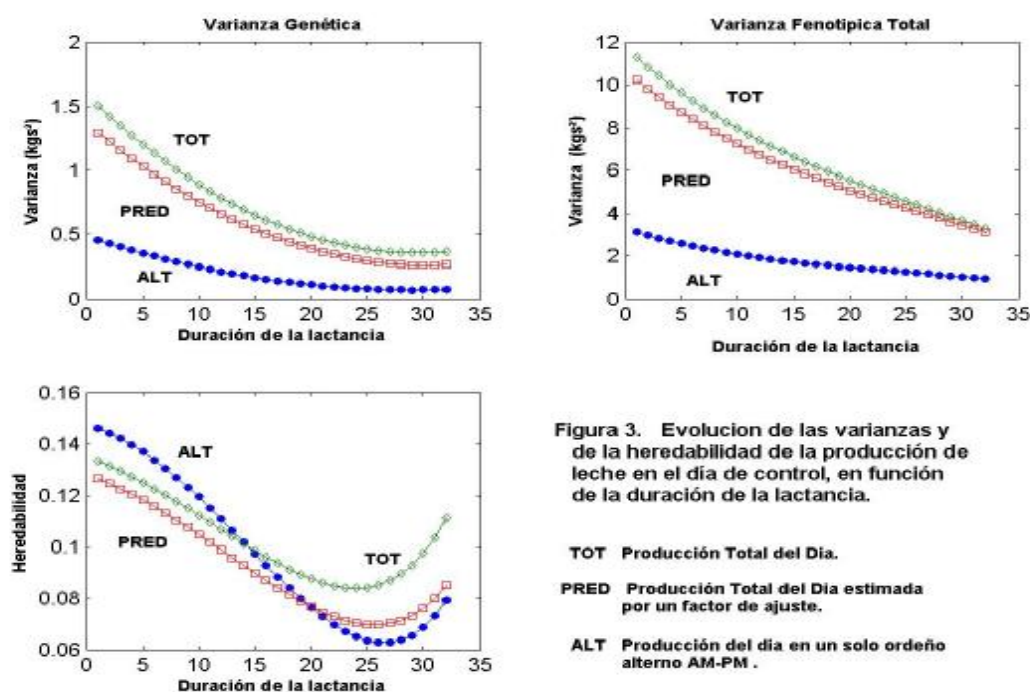 Varianza Genética
2
1.5
1
0.5
0
Varianza (kgs²)
TOT
PRED
ALT
0 5 10 15 20 25 30 35
Duración de la lactancia
Varianza Fenotipica Total
12
10
8
6
4
2
0
Varianza (kgs²)
TOT
PRED
ALT
0 5 10 15 20 25 30 35
Duración de la lactancia
0.16
0.14
0.12
0.1
0.08
0.06
Heredabilidad
ALT
PRED
TOT
0 5 10 15 20 25 30 35
Duración de la lactancia
Figura 3. Evolucion de las varianzas y
de la heredabilidad de la producción de
leche en el día de control, en función
de la duración de la lactancia.
TOT Producción Total del Dia.
PRED Producción Total del Dia estimada
por un factor de ajuste.
ALT Producción del dia en un solo ordeño
alterno AM-PM .